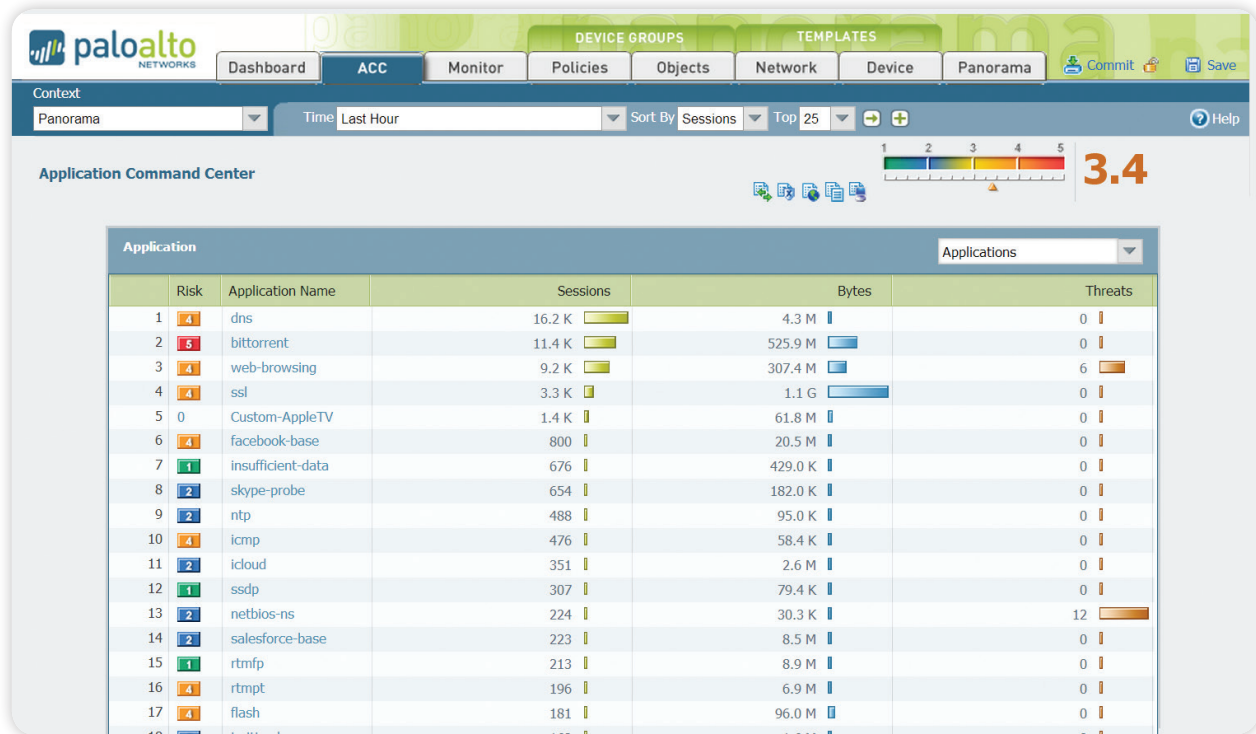 DEVICE GROUPS TEMPLATES
paloalto
NETWORKS
Dashboard ACC Monitor Policies Objects Network Device Panorama Commit Save
Context
Panorama Time Last Hour Sort By Sessions Top 25 Help
Application Command Center
1 2 3 4 5
3.4
Application Applications
Risk Application Name Sessions Bytes Threats
1 4 dns 16.2 K 4.3 M 0
2 5 bittorrent 11.4 K 525.9 M 0
3 4 web-browsing 9.2 K 307.4 M 6
4 4 ssl 3.3 K 1.1 G 0
5 0 Custom-AppleTV 1.4 K 61.8 M 0
6 4 facebook-base 800 20.5 M 0
7 1 insufficient-data 676 429.0 K 0
8 2 skype-probe 654 182.0 K 0
9 2 ntp 488 95.0 K 0
10 4 icmp 476 58.4 K 0
11 2 icloud 351 2.6 M 0
12 1 ssdp 307 79.4 K 0
13 2 netbios-ns 224 30.3 K 12
14 2 salesforce-base 223 8.5 M 0
15 1 rtmfp 213 8.9 M 0
16 4 rtmpt 196 6.9 M 0
17 4 flash 181 96.0 M 0